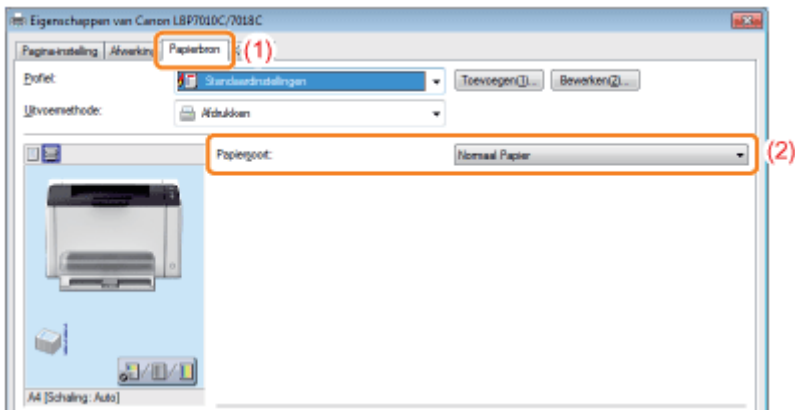 Eigenschappen van Canon LBP7010C/7018C
Pagina-instelling Afwerking Papierbron (1)
Profiel: Standaardinstellingen Toevoegen(1)... Bewerken(2)...
Uitvoermethode: Afdrukken
Papiersoort: Normaal Papier (2)
A4 [Schaling: Auto]